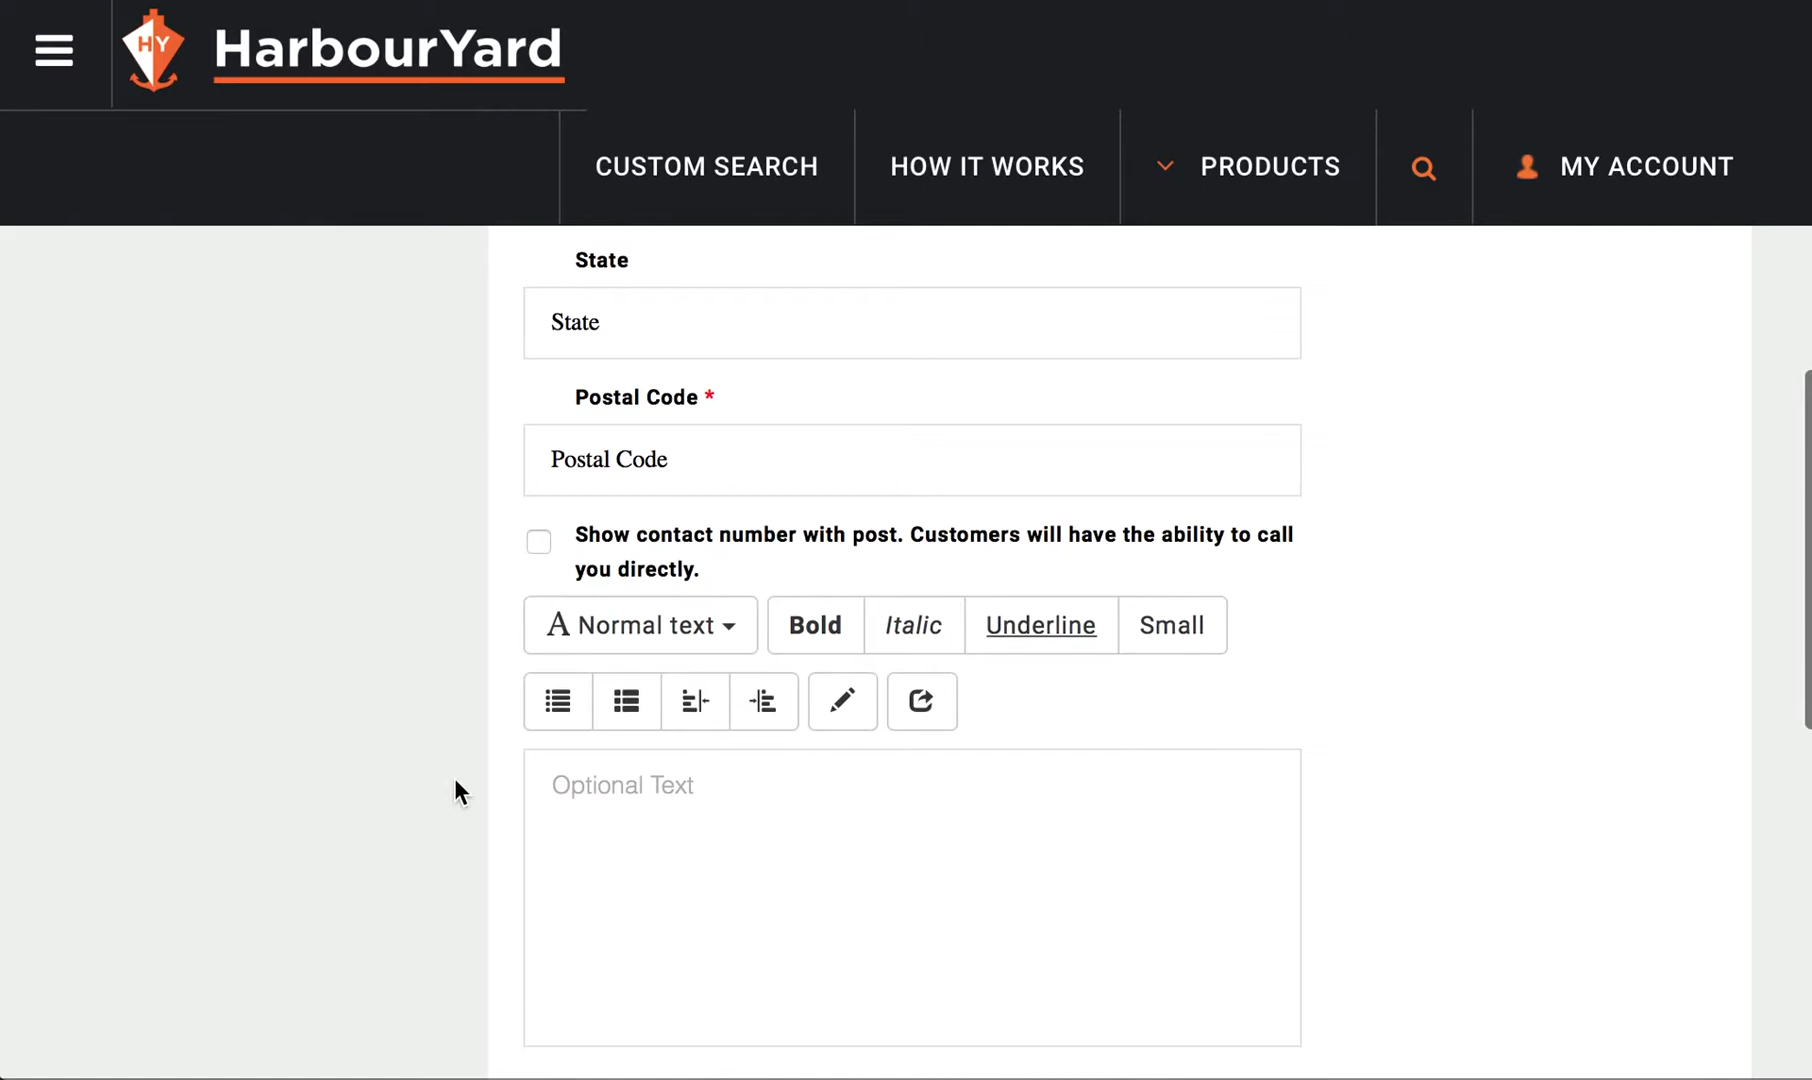 HY HarbourYard
CUSTOM SEARCH HOW IT WORKS PRODUCTS MY ACCOUNT
State
State
Postal Code *
Postal Code
Show contact number with post. Customers will have the ability to call
you directly.
A Normal text Bold Italic Underline Small
Optional Text